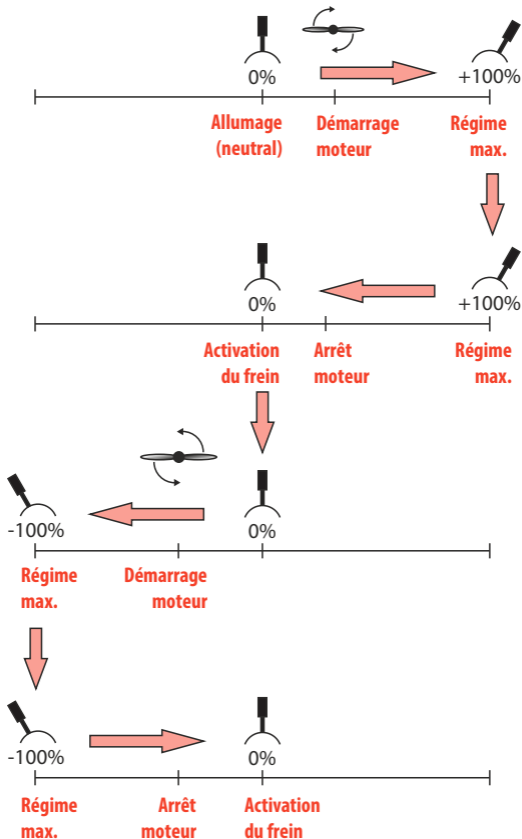 0% +100%
Allumage Démarrage Régime
(neutral) moteur max.
0% +100%
Activation Arrêt Régime
du frein moteur max.
-100% 0%
Régime Démarrage
max. moteur
-100% 0%
Régime Arrêt Activation
max. moteur du frein